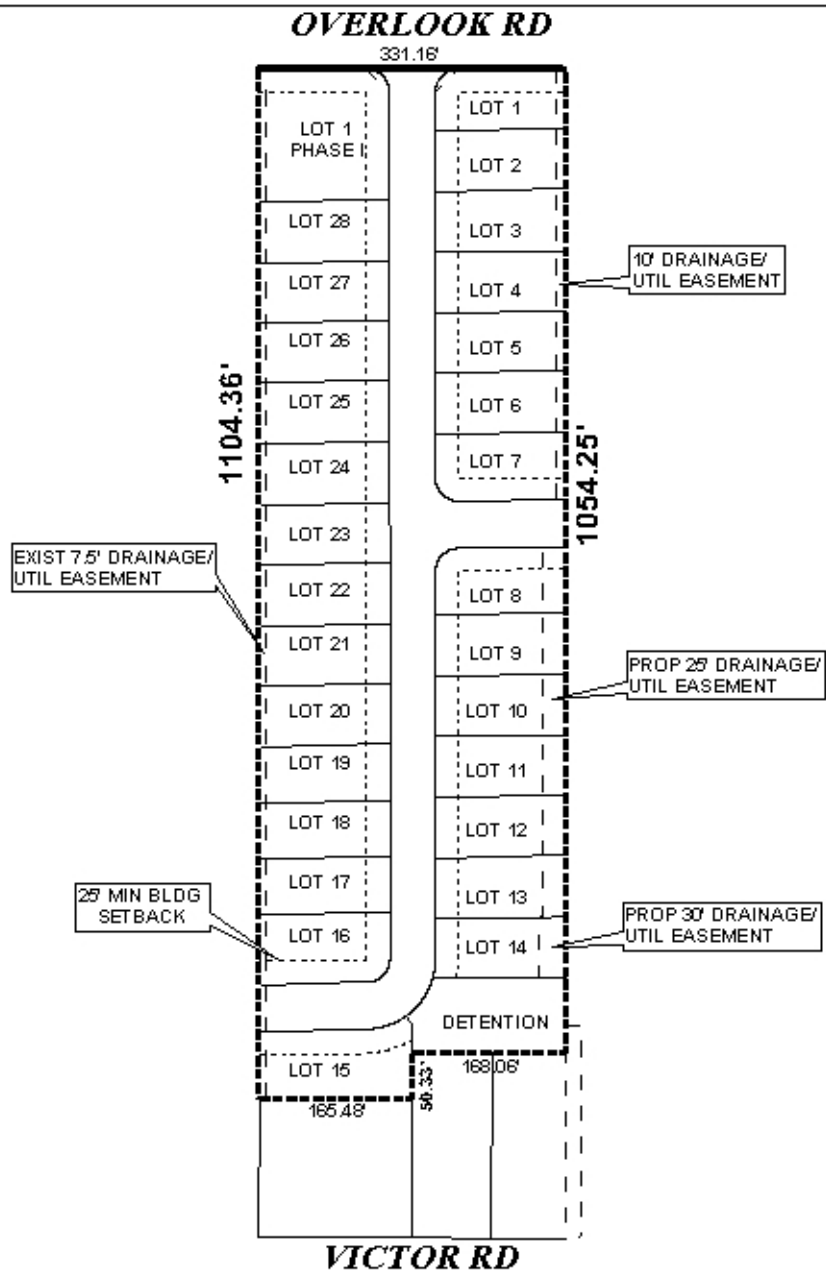 OVERLOOK RD
331.16'
LOT 1
PHASE I
LOT 1
LOT 2
LOT 28
LOT 3
10' DRAINAGE/
UTIL EASEMENT
LOT 27
LOT 4
LOT 26
LOT 5
1104.36'
LOT 25
LOT 6
LOT 24
LOT 7
1054.25'
LOT 23
EXIST 7.5' DRAINAGE/
UTIL EASEMENT
LOT 22
LOT 8
LOT 21
LOT 9
PROP 25' DRAINAGE/
UTIL EASEMENT
LOT 20
LOT 10
LOT 19
LOT 11
LOT 18
LOT 12
LOT 17
LOT 13
25' MIN BLDG
SETBACK
PROP 30' DRAINAGE/
UTIL EASEMENT
LOT 16
LOT 14
DETENTION
LOT 15
50.33'
168.06'
165.48'
VICTOR RD